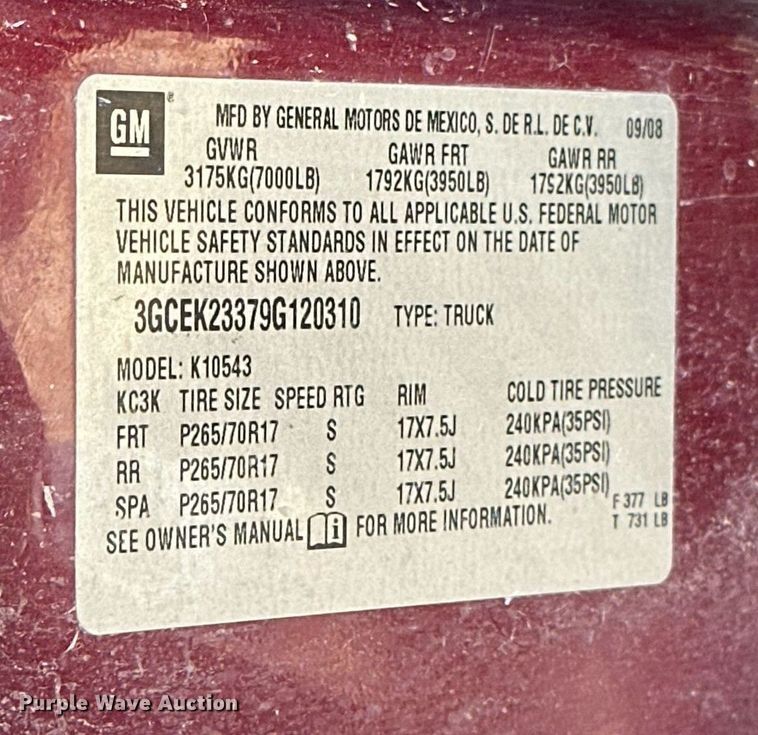 GM ® MFD BY GENERAL MOTORS DE MEXICO, S. DE R.L. DE C.V. 09/08
GVWR GAWR FRT GAWR RR
3175KG(7000LB) 1792KG(3950LB) 1792KG(3950LB)
THIS VEHICLE CONFORMS TO ALL APPLICABLE U.S. FEDERAL MOTOR
VEHICLE SAFETY STANDARDS IN EFFECT ON THE DATE OF
MANUFACTURE SHOWN ABOVE.
3GCEK23379G120310 TYPE: TRUCK
MODEL: K10543
KC3K TIRE SIZE SPEED RTG RIM COLD TIRE PRESSURE
FRT P265/70R17 S 17X7.5J 240KPA(35PSI)
RR P265/70R17 S 17X7.5J 240KPA(35PSI)
SPA P265/70R17 S 17X7.5J 240KPA(35PSI)
F 377 LB
T 731 LB
SEE OWNER'S MANUAL i FOR MORE INFORMATION.
Purple Wave Auction